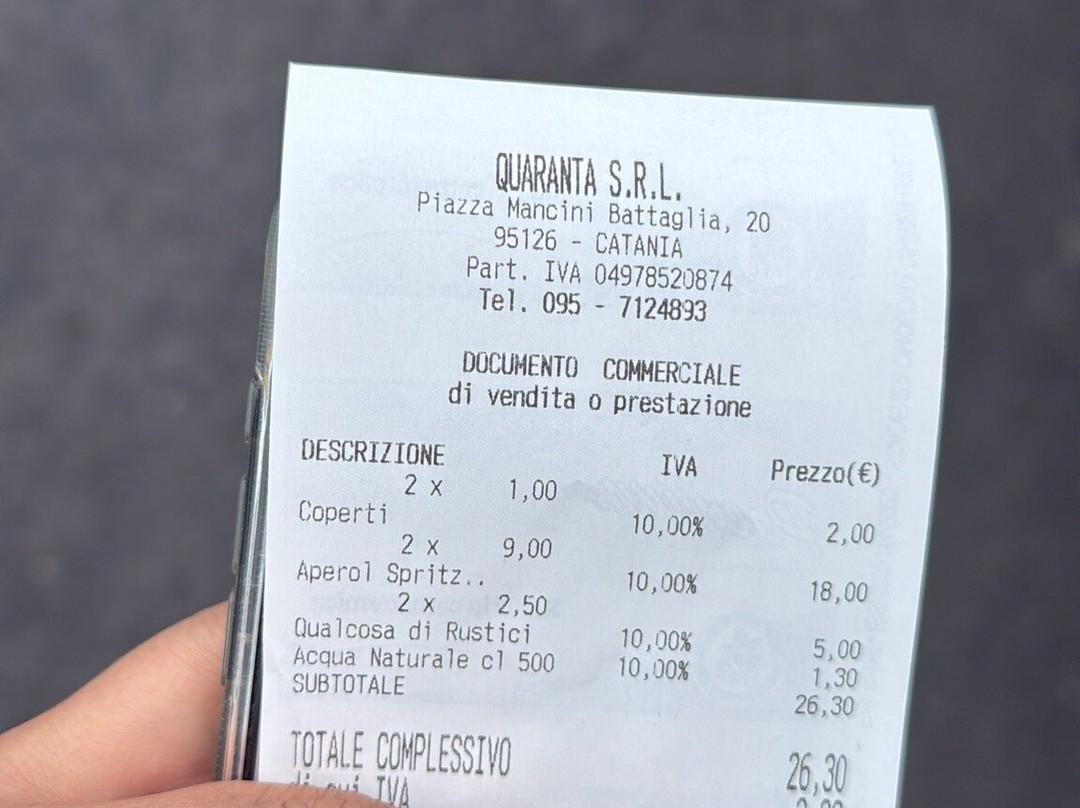 QUARANTA S.R.L.
Piazza Mancini Battaglia, 20
95126 - CATANIA
Part. IVA 04978520874
Tel. 095 - 7124893
DOCUMENTO COMMERCIALE
di vendita o prestazione
DESCRIZIONE IVA Prezzo(€)
2 x 1,00
Coperti 10,00% 2,00
2 x 9,00
Aperol Spritz.. 10,00% 18,00
2 x 2,50
Qualcosa di Rustici 10,00% 5,00
Acqua Naturale cl 500 10,00% 1,30
SUBTOTALE 26,30
TOTALE COMPLESSIVO 26,30
di cui IVA